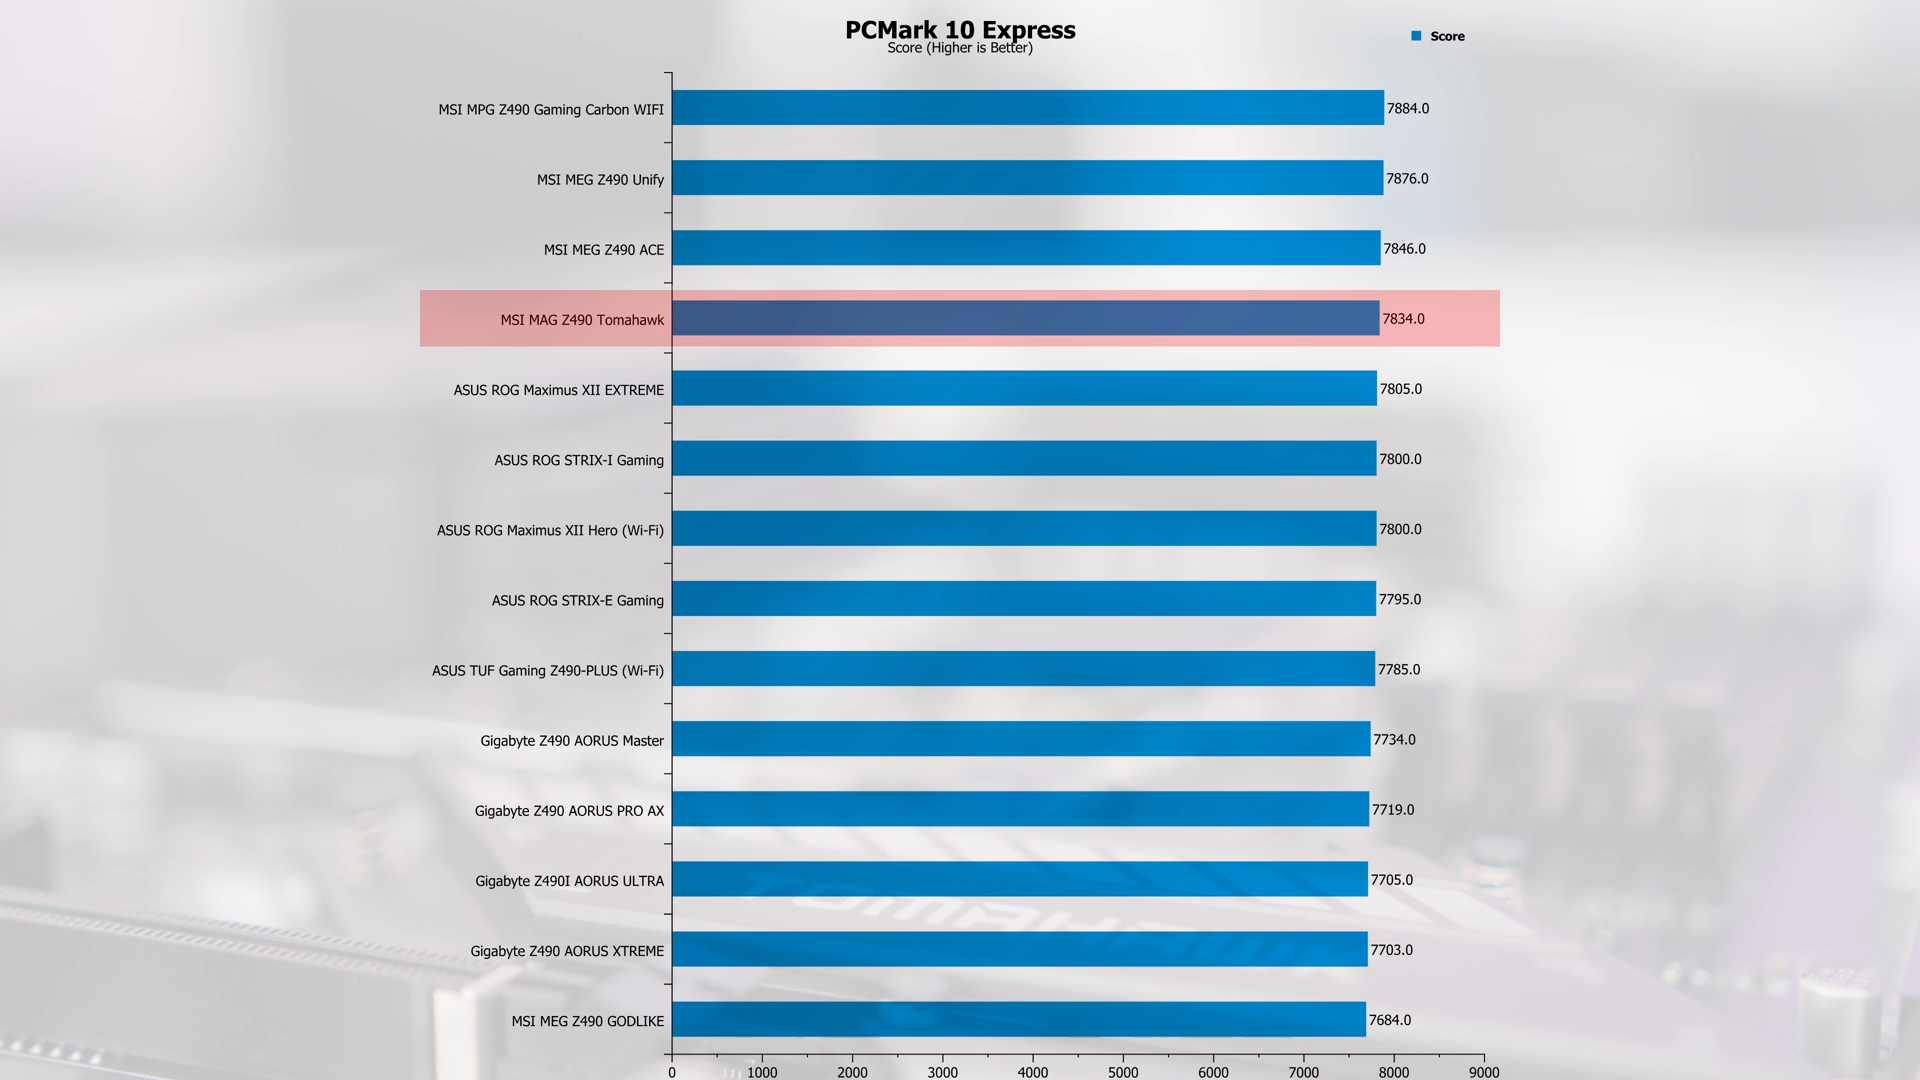 PCMark 10 Express
Score (Higher is Better)
Score
MSI MPG Z490 Gaming Carbon WIFI 7884.0
MSI MEG Z490 Unify 7876.0
MSI MEG Z490 ACE 7846.0
MSI MAG Z490 Tomahawk 7834.0
ASUS ROG Maximus XII EXTREME 7805.0
ASUS ROG STRIX-I Gaming 7800.0
ASUS ROG Maximus XII Hero (Wi-Fi) 7800.0
ASUS ROG STRIX-E Gaming 7795.0
ASUS TUF Gaming Z490-PLUS (Wi-Fi) 7785.0
Gigabyte Z490 AORUS Master 7734.0
Gigabyte Z490 AORUS PRO AX 7719.0
Gigabyte Z490I AORUS ULTRA 7705.0
TOMAHAWK
Gigabyte Z490 AORUS XTREME 7703.0
MSI MEG Z490 GODLIKE 7684.0
0 1000 2000 3000 4000 5000 6000 7000 8000 9000